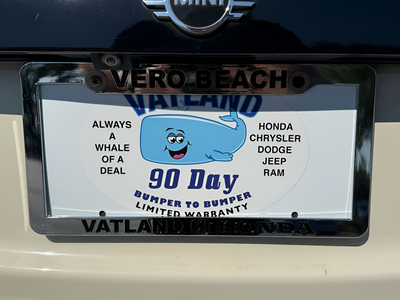 MINI
VERO BEACH
VATLAND
ALWAYS
A
WHALE
OF A
DEAL
HONDA
CHRYSLER
DODGE
JEEP
RAM
90 Day
BUMPER TO BUMPER
LIMITED WARRANTY
VATLAND HONDA